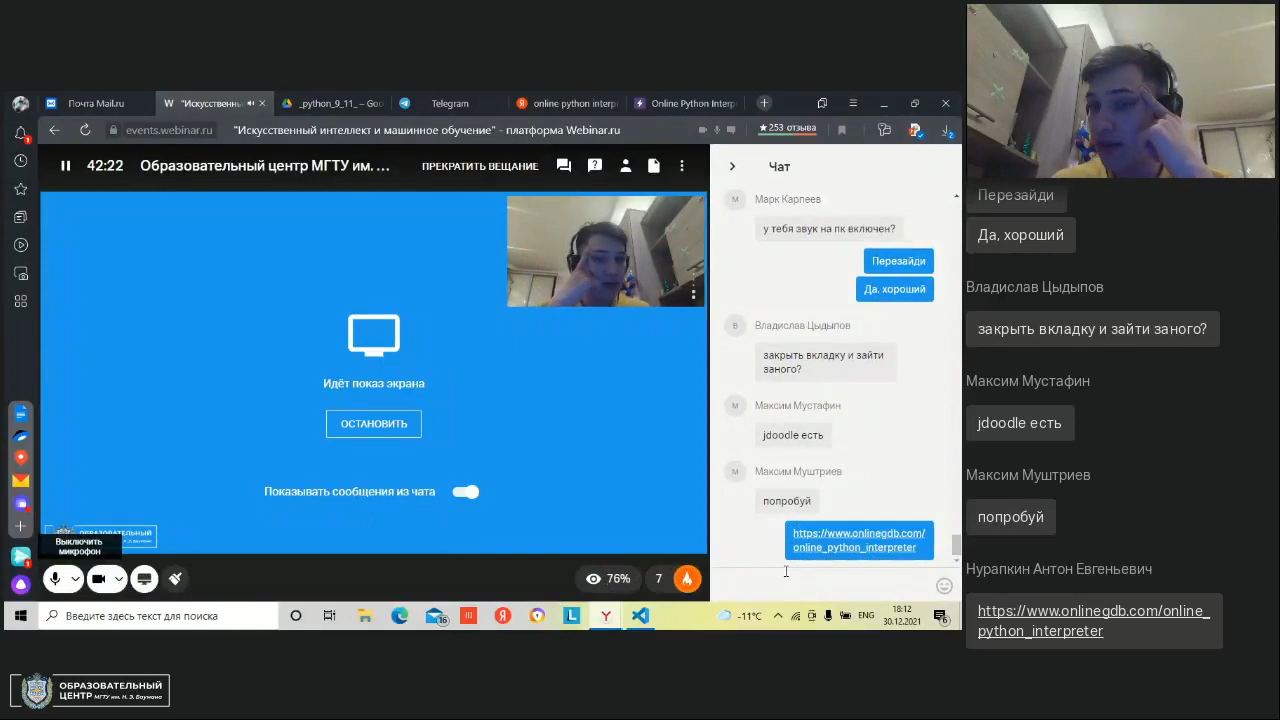 Почта Mail.ru
"Искусственны
_python_9_11_ – Goo
Telegram
online python interp
Online Python Interp
events.webinar.ru
"Искусственный интеллект и машинное обучение" - платформа Webinar.ru
★253 отзыва
42:22
Образовательный центр МГТУ им. ...
ПРЕКРАТИТЬ ВЕЩАНИЕ
Чат
Марк Карпеев
у тебя звук на пк включен?
Перезайди
Да, хороший
Владислав Цыдыпов
закрыть вкладку и зайти
заного?
Максим Мустафин
jdoodle есть
Максим Муштриев
попробуй
https://www.onlinegdb.com/
online_python_interpreter
Идёт показ экрана
ОСТАНОВИТЬ
Показывать сообщения из чата
ОБРАЗОВАТЕЛЬНЫЙ
Выключить
микрофон
76%
7
Введите здесь текст для поиска
16
-11°C
ENG
18:12
30.12.2021
6
Перезайди
Да, хороший
Владислав Цыдыпов
закрыть вкладку и зайти заного?
Максим Мустафин
jdoodle есть
Максим Муштриев
попробуй
Нурапкин Антон Евгеньевич
https://www.onlinegdb.com/online_
python_interpreter
ОБРАЗОВАТЕЛЬНЫЙ
ЦЕНТР МГТУ им. Н. Э. Баумана